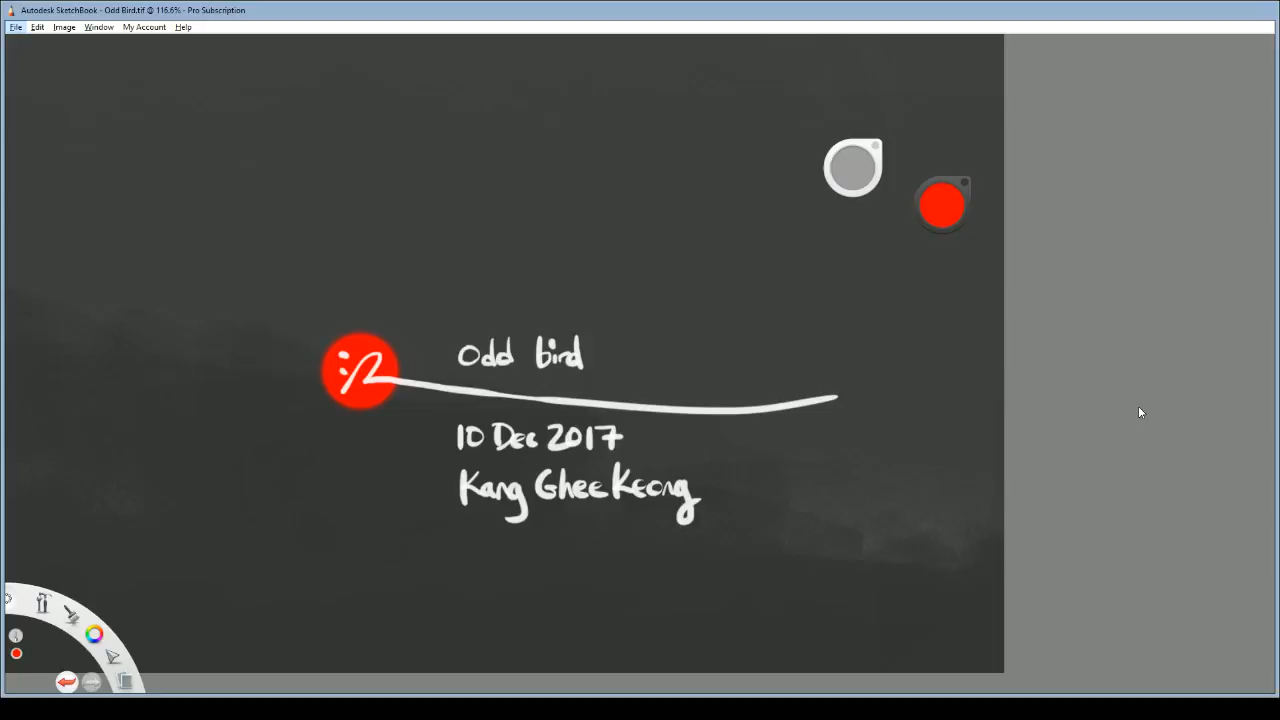 Autodesk SketchBook - Odd Bird.tif @ 116.6% - Pro Subscription
File Edit Image Window My Account Help
Odd bird
10 Dec 2017
Kang Ghee Keong